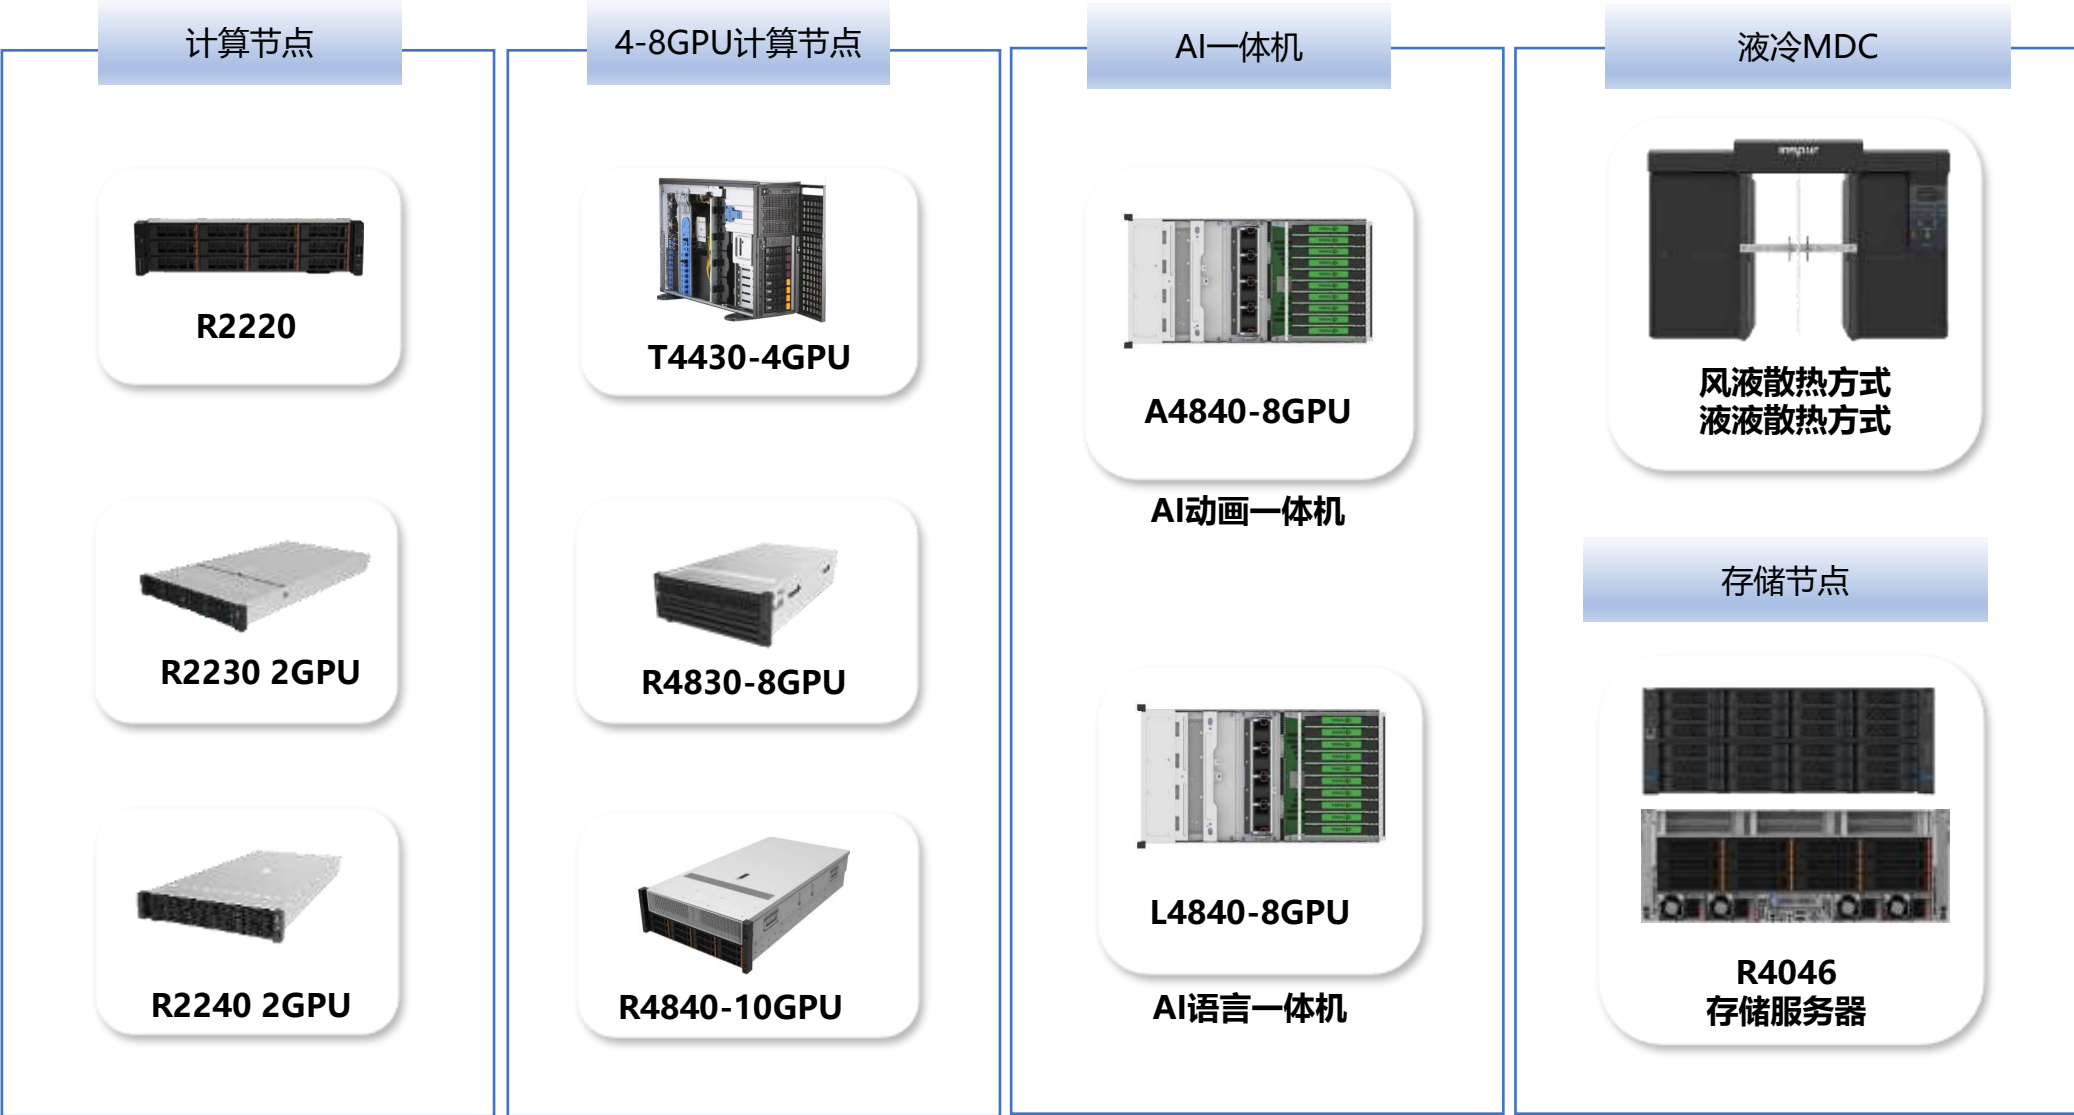 计算节点
R2220
R2230 2GPU
R2240 2GPU
4-8GPU计算节点
T4430-4GPU
R4830-8GPU
R4840-10GPU
AI一体机
A4840-8GPU
AI动画一体机
L4840-8GPU
AI语言一体机
液冷MDC
inspur
风液散热方式
液液散热方式
存储节点
R4046
存储服务器